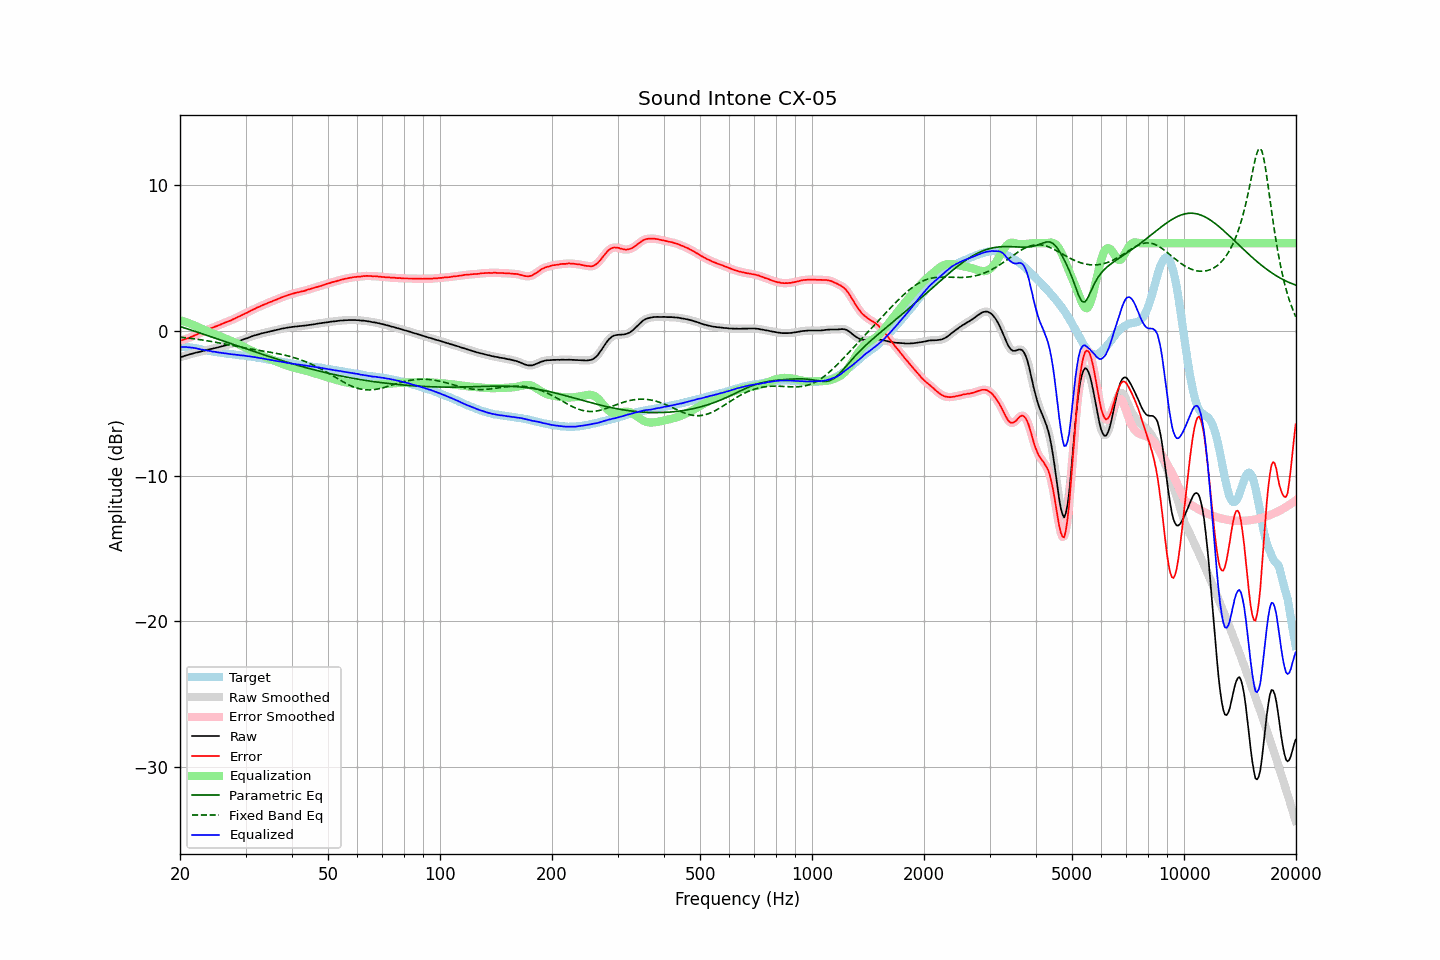 Sound Intone CX-05
Amplitude (dBr)
10
0
−10
−20
−30
Target
Raw Smoothed
Error Smoothed
Raw
Error
Equalization
Parametric Eq
Fixed Band Eq
Equalized
20 50 100 200 500 1000 2000 5000 10000 20000
Frequency (Hz)